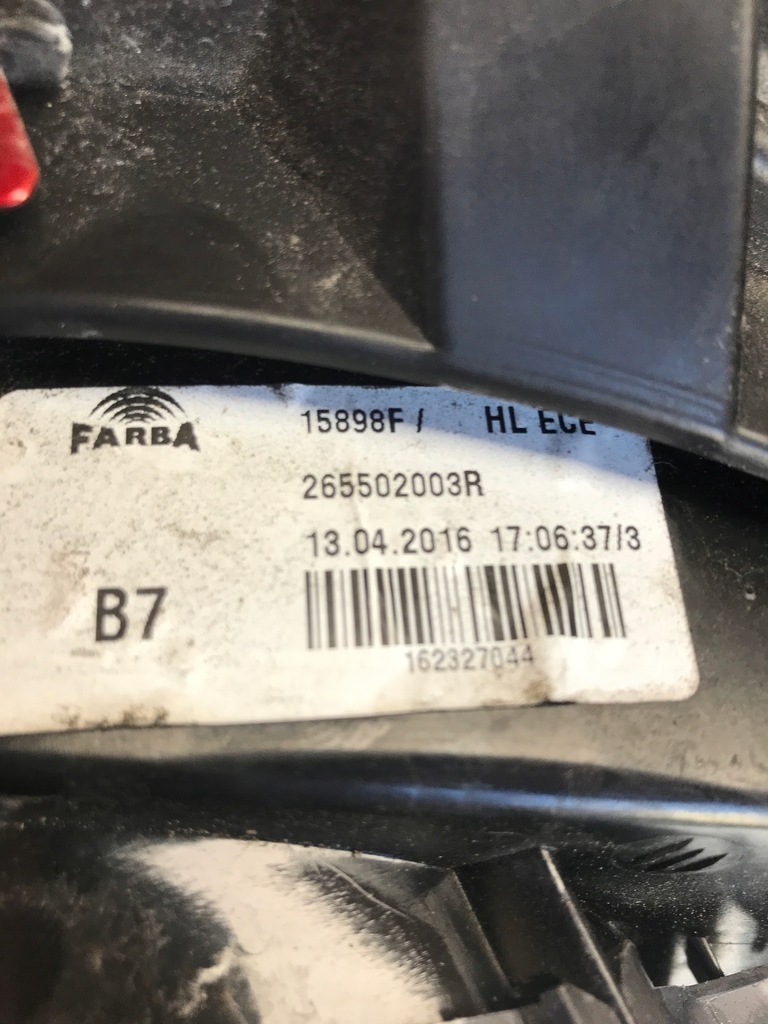 FARBA
15898F / HL ECE
265502003R
13.04.2016 17:06:37/3
B7
162327044